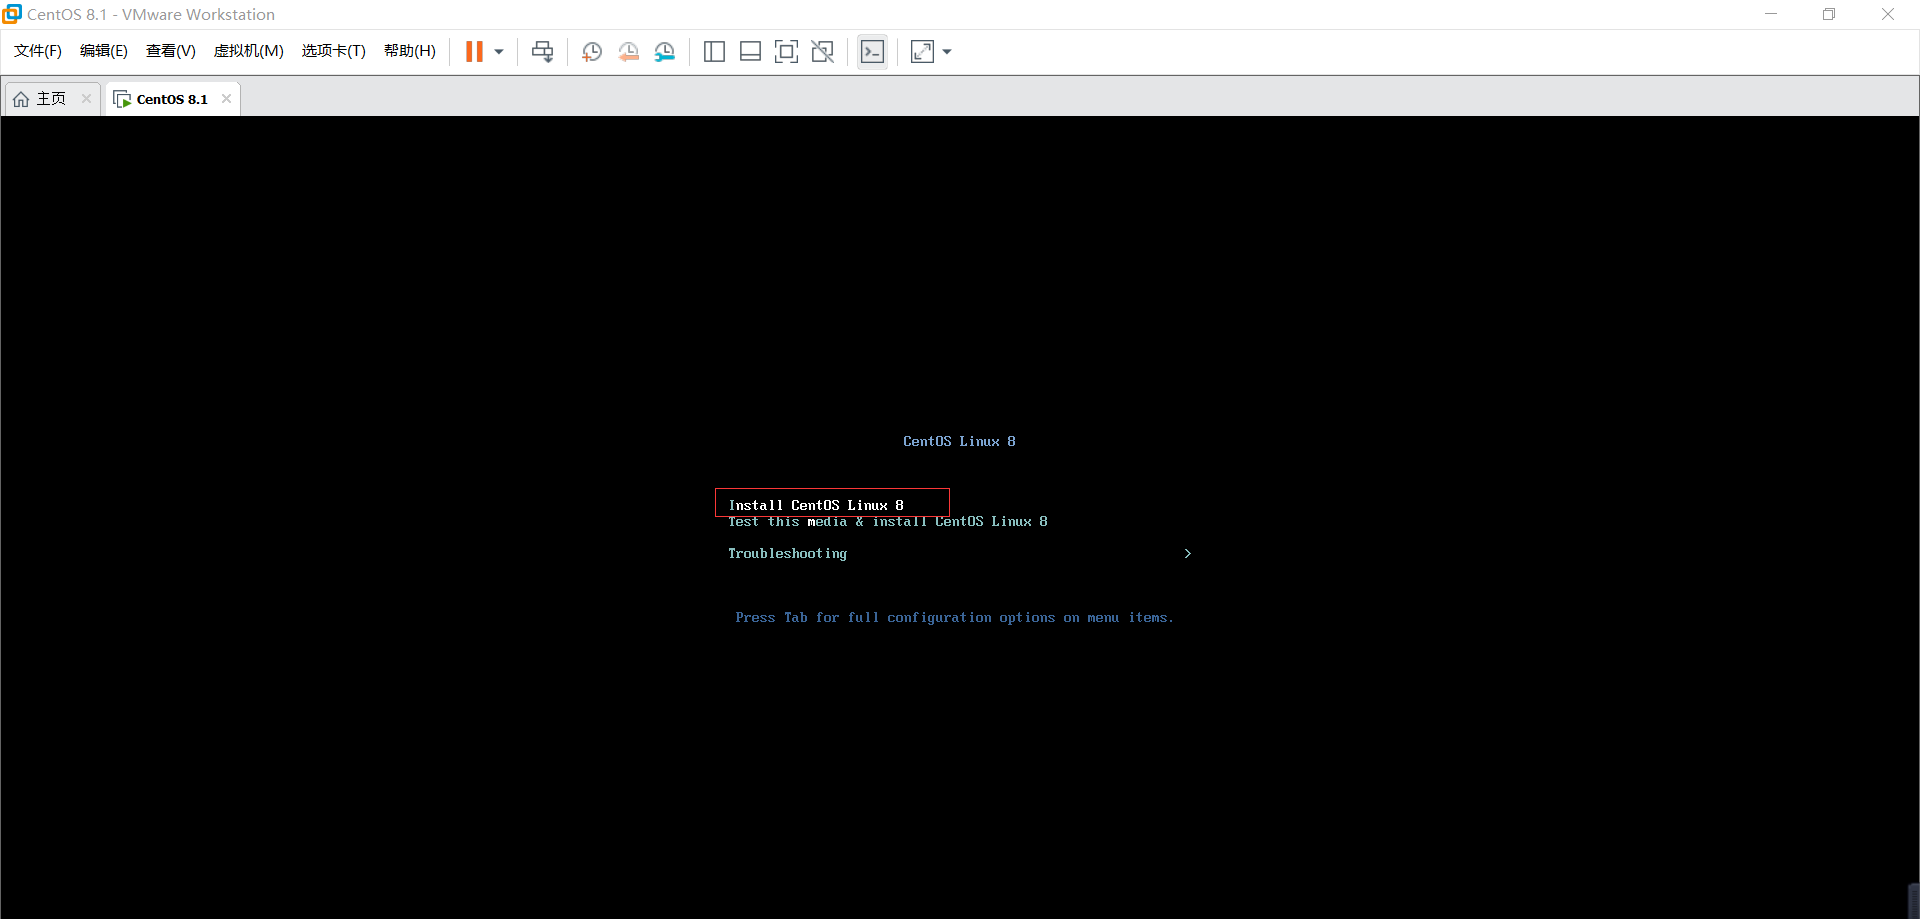 CentOS 8.1 - VMware Workstation
文件(F) 编辑(E) 查看(V) 虚拟机(M) 选项卡(T) 帮助(H)
主页 CentOS 8.1
CentOS Linux 8
Install CentOS Linux 8
Test this media & install CentOS Linux 8
Troubleshooting >
Press Tab for full configuration options on menu items.